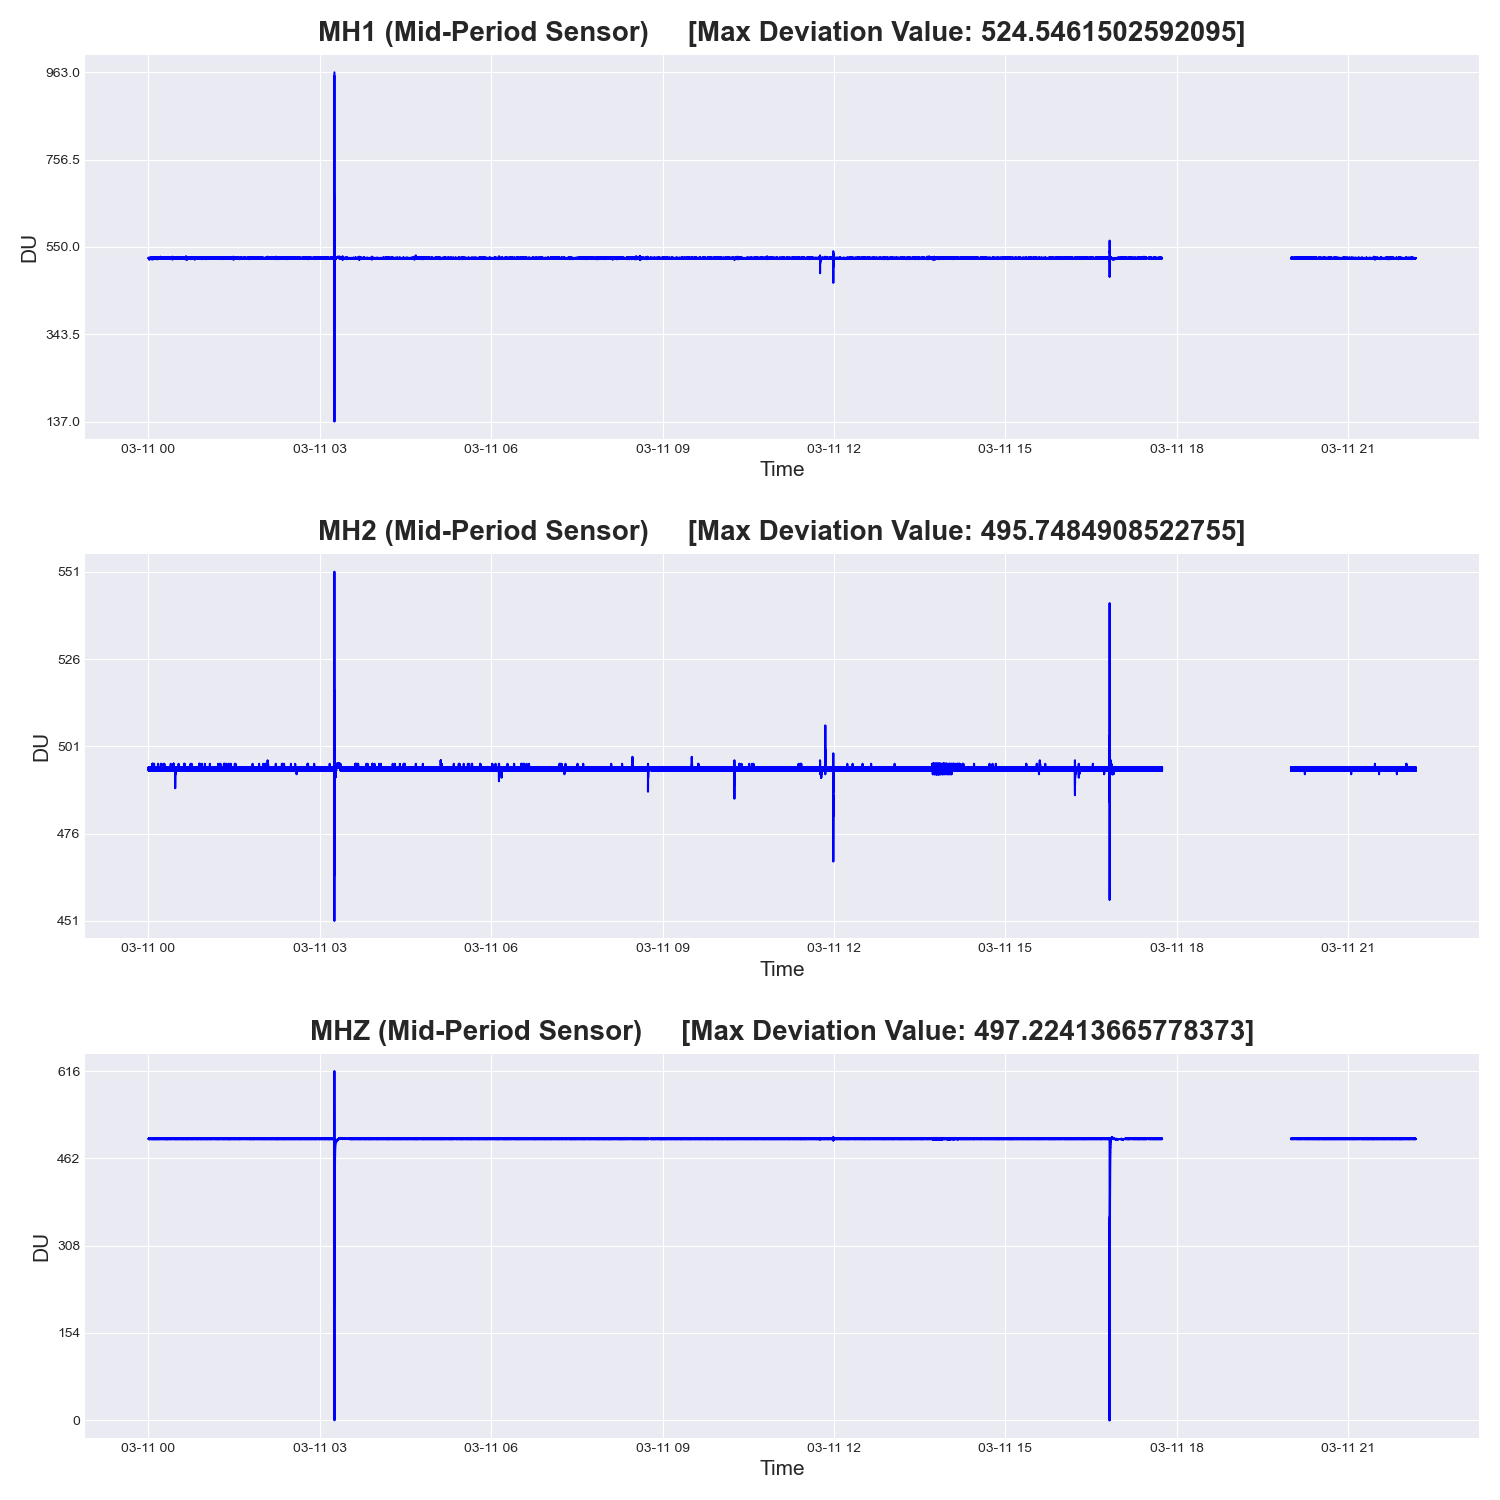 MH1 (Mid-Period Sensor) [Max Deviation Value: 524.5461502592095]
963.0
756.5
550.0
343.5
137.0
DU
03-11 00 03-11 03 03-11 06 03-11 09 03-11 12 03-11 15 03-11 18 03-11 21
Time
MH2 (Mid-Period Sensor) [Max Deviation Value: 495.7484908522755]
551
526
501
476
451
DU
03-11 00 03-11 03 03-11 06 03-11 09 03-11 12 03-11 15 03-11 18 03-11 21
Time
MHZ (Mid-Period Sensor) [Max Deviation Value: 497.22413665778373]
616
462
308
154
0
DU
03-11 00 03-11 03 03-11 06 03-11 09 03-11 12 03-11 15 03-11 18 03-11 21
Time